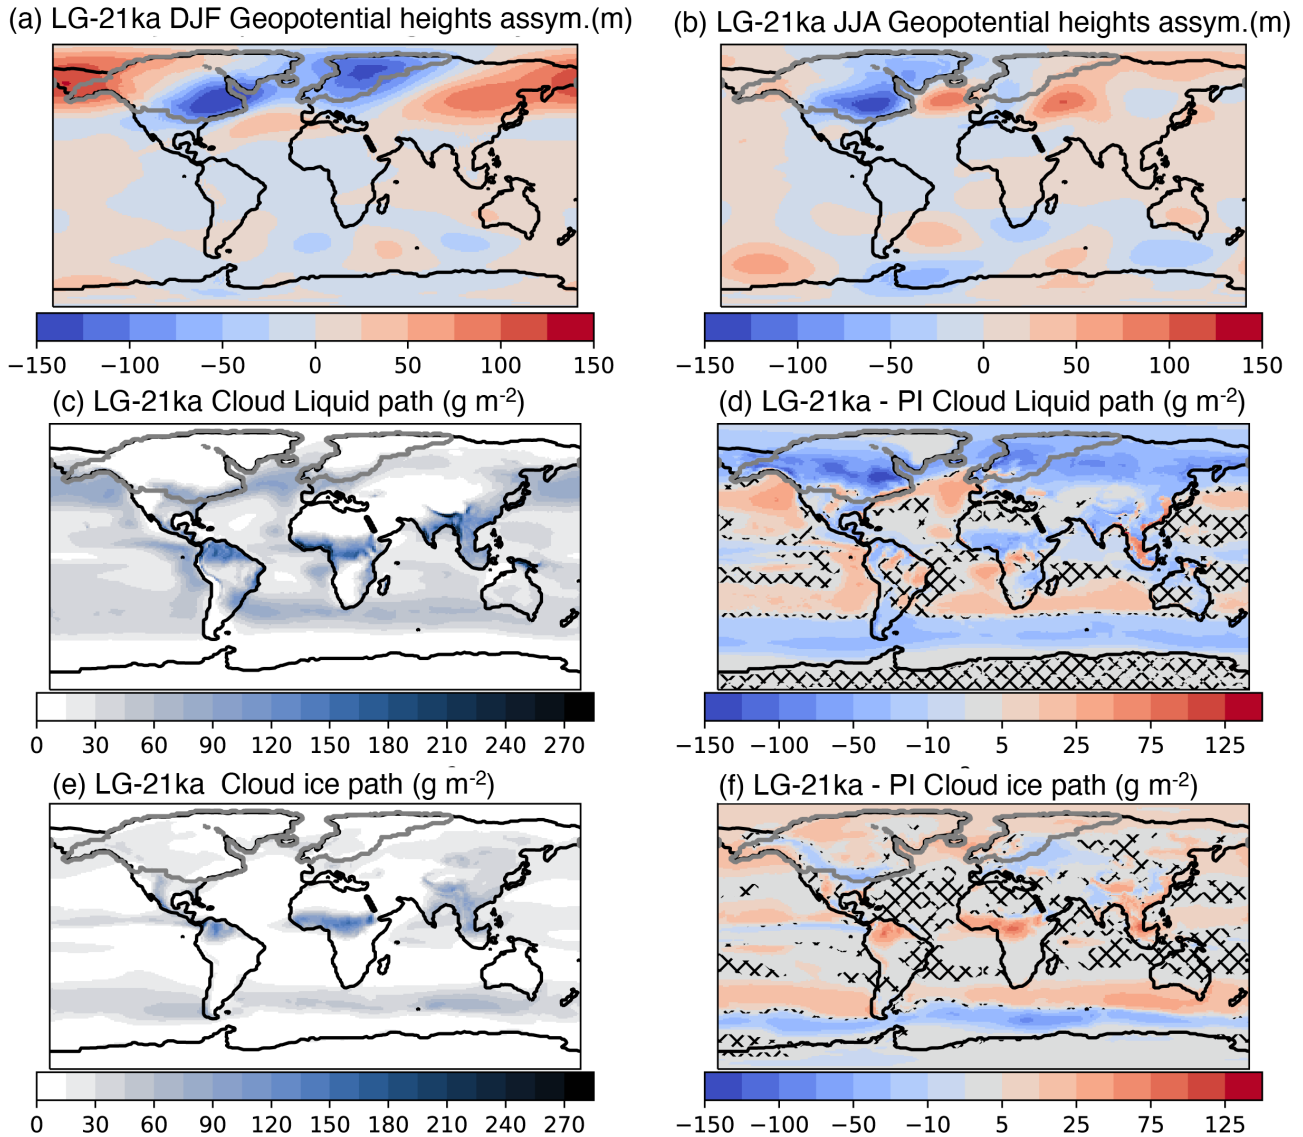 (a) LG-21ka DJF Geopotential heights assym.(m)
(b) LG-21ka JJA Geopotential heights assym.(m)
−150 −100 −50 0 50 100 150
−150 −100 −50 0 50 100 150
(c) LG-21ka Cloud Liquid path (g m-2)
(d) LG-21ka - PI Cloud Liquid path (g m-2)
0 30 60 90 120 150 180 210 240 270
−150 −100 −50 −10 5 25 75 125
(e) LG-21ka Cloud ice path (g m-2)
(f) LG-21ka - PI Cloud ice path (g m-2)
0 30 60 90 120 150 180 210 240 270
−150 −100 −50 −10 5 25 75 125